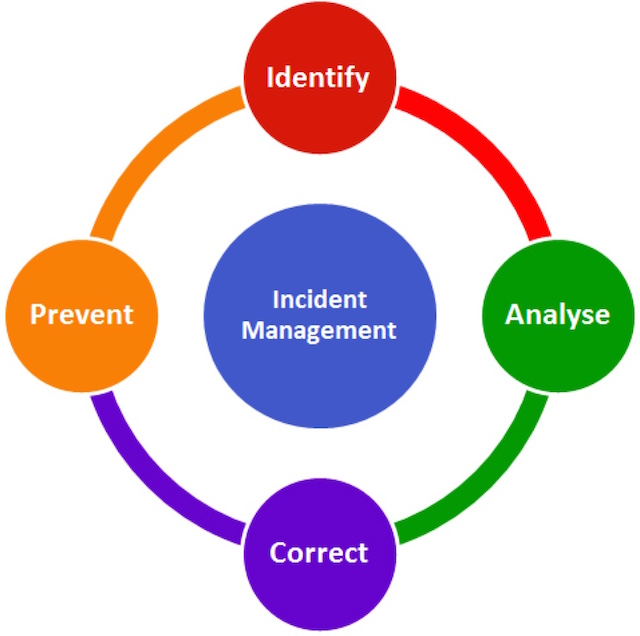 Identify
Prevent
Incident
Management
Analyse
Correct